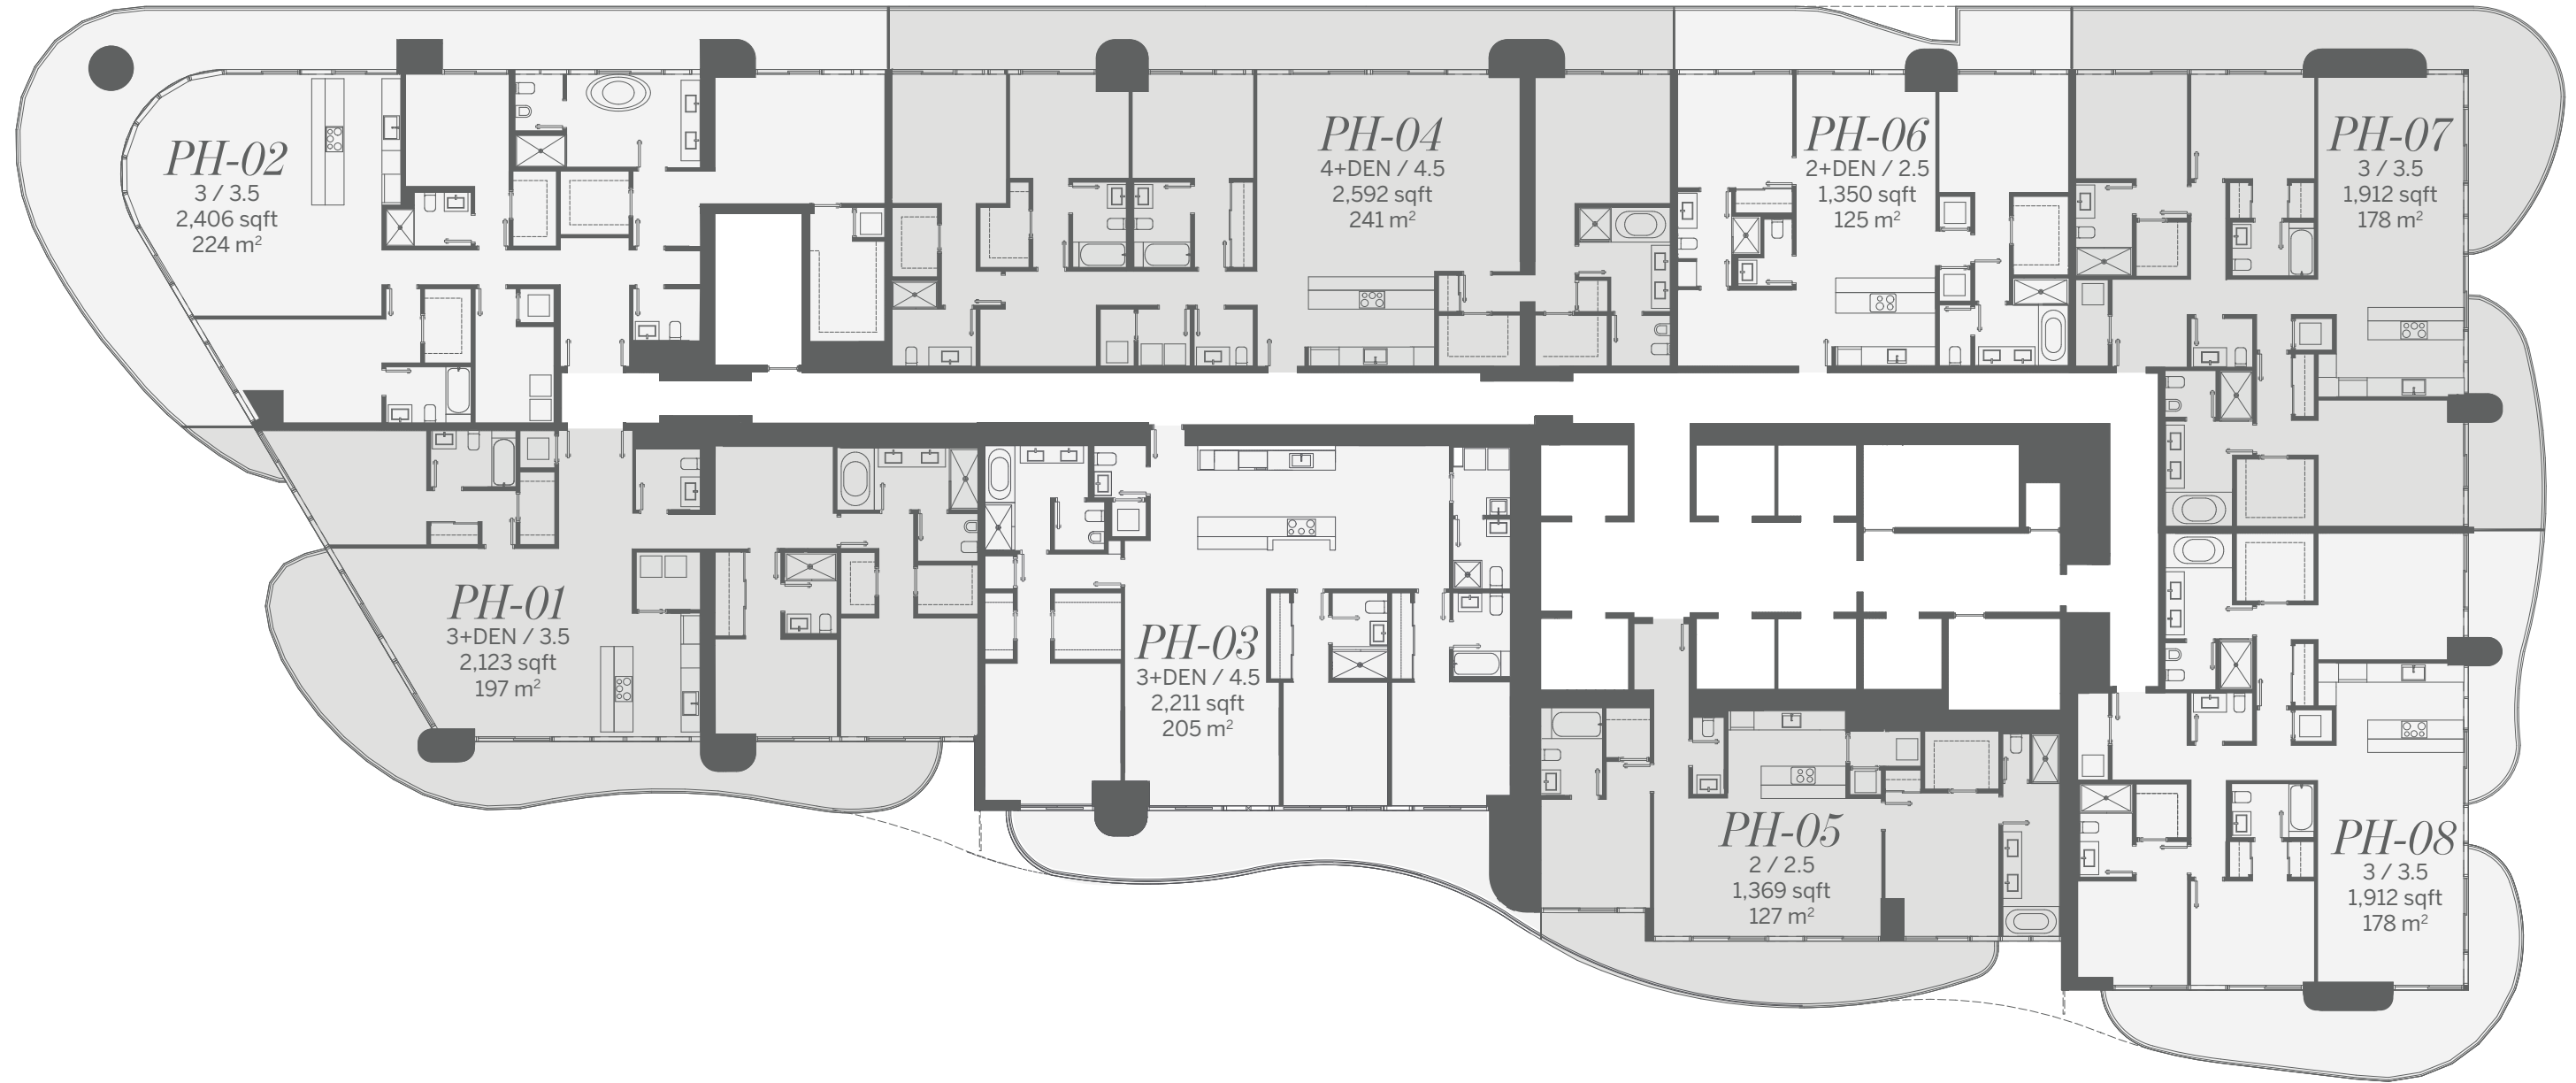 PH-02
3 / 3.5
2,406 sqft
224 m²
PH-04
4+DEN / 4.5
2,592 sqft
241 m²
PH-06
2+DEN / 2.5
1,350 sqft
125 m²
PH-07
3 / 3.5
1,912 sqft
178 m²
PH-01
3+DEN / 3.5
2,123 sqft
197 m²
PH-03
3+DEN / 4.5
2,211 sqft
205 m²
PH-05
2 / 2.5
1,369 sqft
127 m²
PH-08
3 / 3.5
1,912 sqft
178 m²